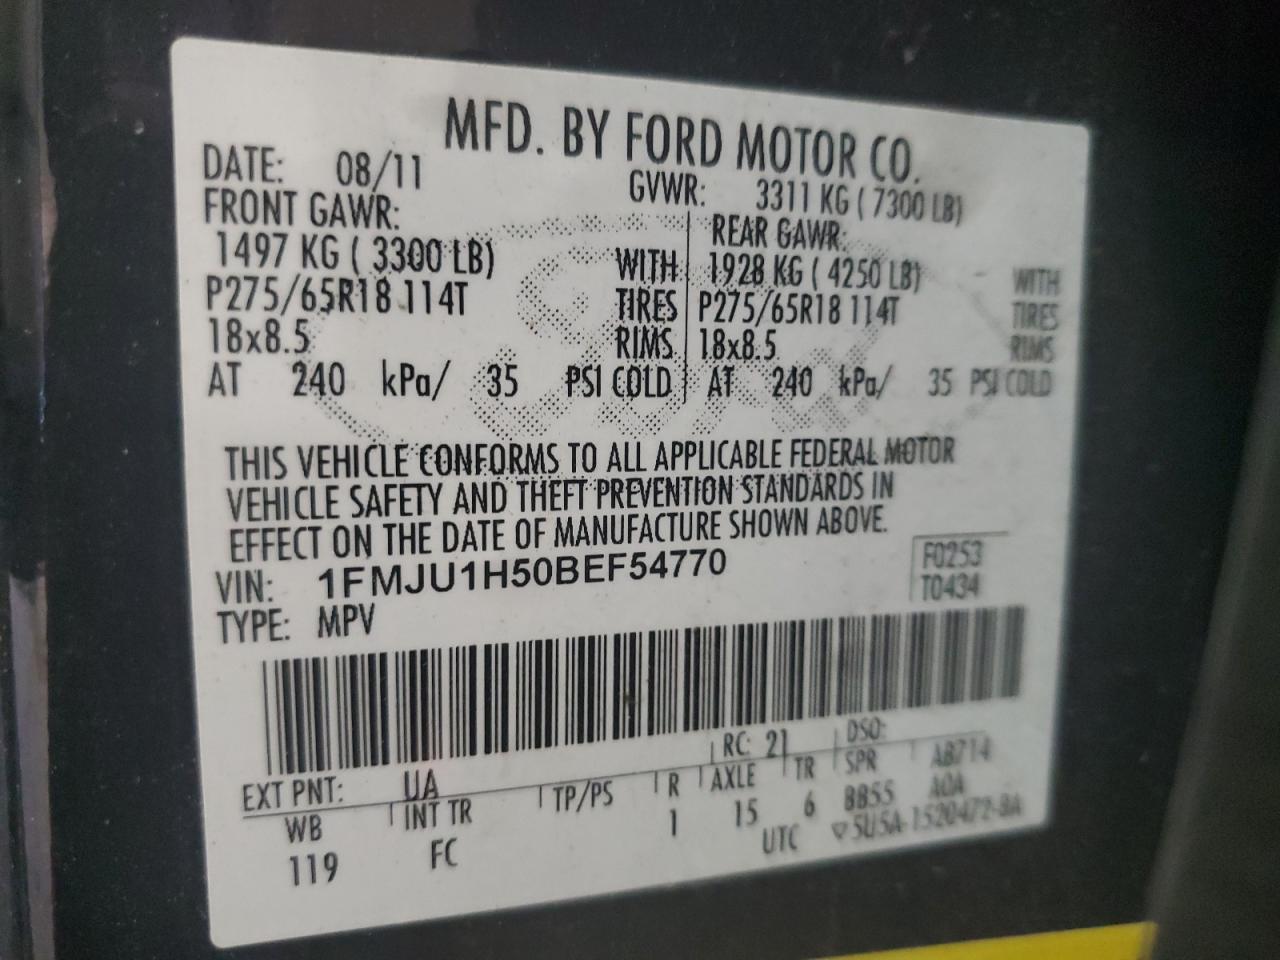 MFD. BY FORD MOTOR CO.
DATE: 08/11 GVWR: 3311 KG ( 7300 LB)
FRONT GAWR: REAR GAWR:
1497 KG ( 3300 LB) WITH 1928 KG ( 4250 LB) WITH
P275/65R18 114T TIRES P275/65R18 114T TIRES
18x8.5 RIMS 18x8.5 RIMS
AT 240 kPa/ 35 PSI COLD AT 240 kPa/ 35 PSI COLD
THIS VEHICLE CONFORMS TO ALL APPLICABLE FEDERAL MOTOR
VEHICLE SAFETY AND THEFT PREVENTION STANDARDS IN
EFFECT ON THE DATE OF MANUFACTURE SHOWN ABOVE.
VIN: 1FMJU1H50BEF54770 F0253
TYPE: MPV T0434
EXT PNT: UA RC: 21 DSO:
WB INT TR TP/PS R AXLE TR SPR AB714
119 FC 1 15 6 8855 AOA
UTC ▽5U5A-1520472-BA